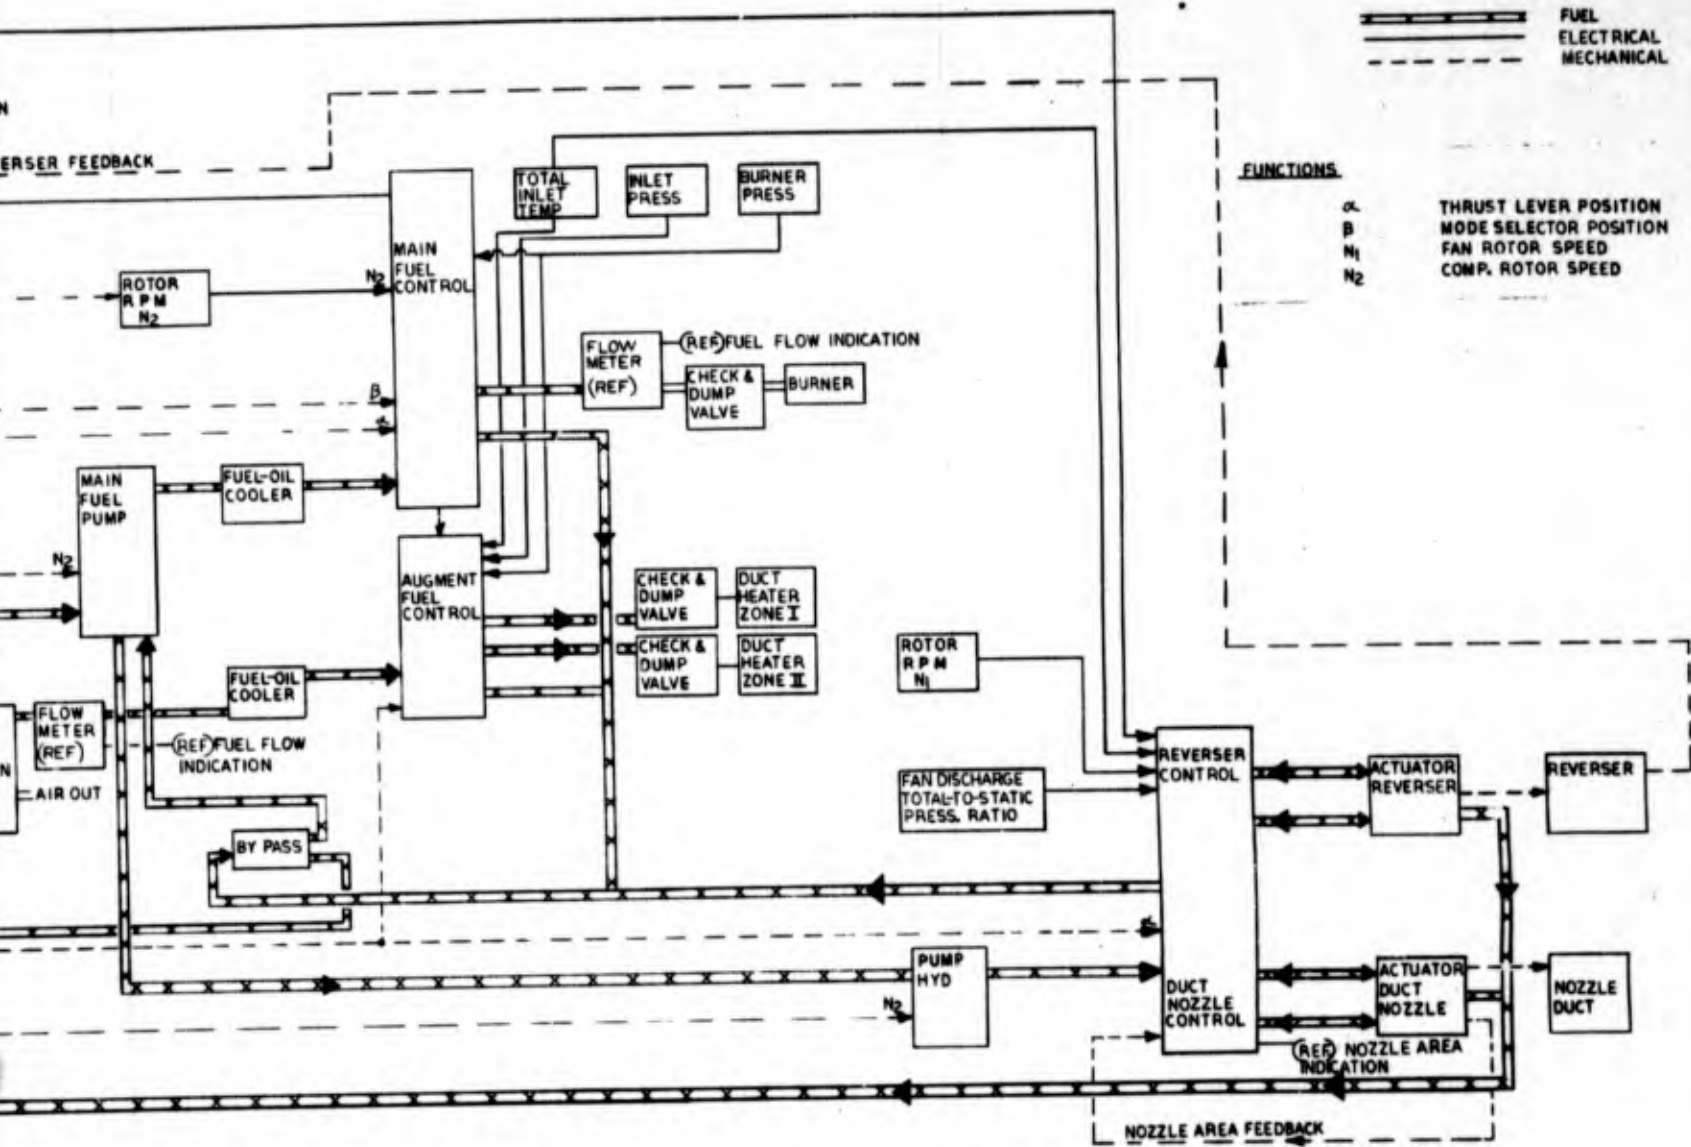 FUEL
ELECTRICAL
MECHANICAL
N
ERSER FEEDBACK
FUNCTIONS
α THRUST LEVER POSITION
β MODE SELECTOR POSITION
N1 FAN ROTOR SPEED
N2 COMP. ROTOR SPEED
TOTAL
INLET
TEMP
INLET
PRESS
BURNER
PRESS
MAIN
FUEL
CONTROL
N2
ROTOR
RPM
N2
FLOW
METER
(REF)
(REF) FUEL FLOW INDICATION
CHECK &
DUMP
VALVE
BURNER
β
α
MAIN
FUEL
PUMP
FUEL-OIL
COOLER
N2
AUGMENT
FUEL
CONTROL
CHECK &
DUMP
VALVE
DUCT
HEATER
ZONE I
CHECK &
DUMP
VALVE
DUCT
HEATER
ZONE II
ROTOR
RPM
N1
FUEL-OIL
COOLER
FLOW
METER
(REF)
(REF) FUEL FLOW
INDICATION
N
AIR OUT
BY PASS
FAN DISCHARGE
TOTAL-TO-STATIC
PRESS. RATIO
REVERSER
CONTROL
ACTUATOR
REVERSER
REVERSER
α
PUMP
HYD
N2
DUCT
NOZZLE
CONTROL
ACTUATOR
DUCT
NOZZLE
NOZZLE
DUCT
(REF) NOZZLE AREA
INDICATION
NOZZLE AREA FEEDBACK